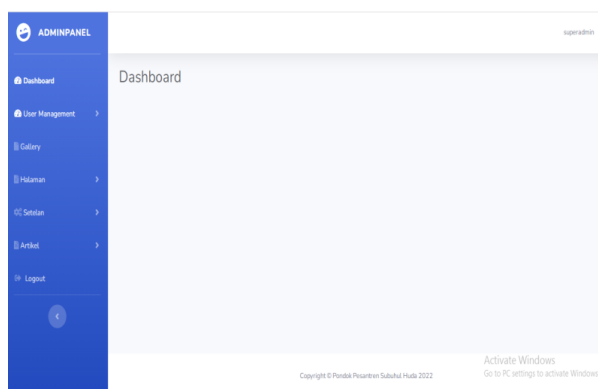 ADMINPANEL
superadmin
Dashboard
Dashboard
User Management
Gallery
Halaman
Setelan
Artikel
Logout
Copyright © Pondok Pesantren Subuhul Huda 2022
Activate Windows
Go to PC settings to activate Windows.